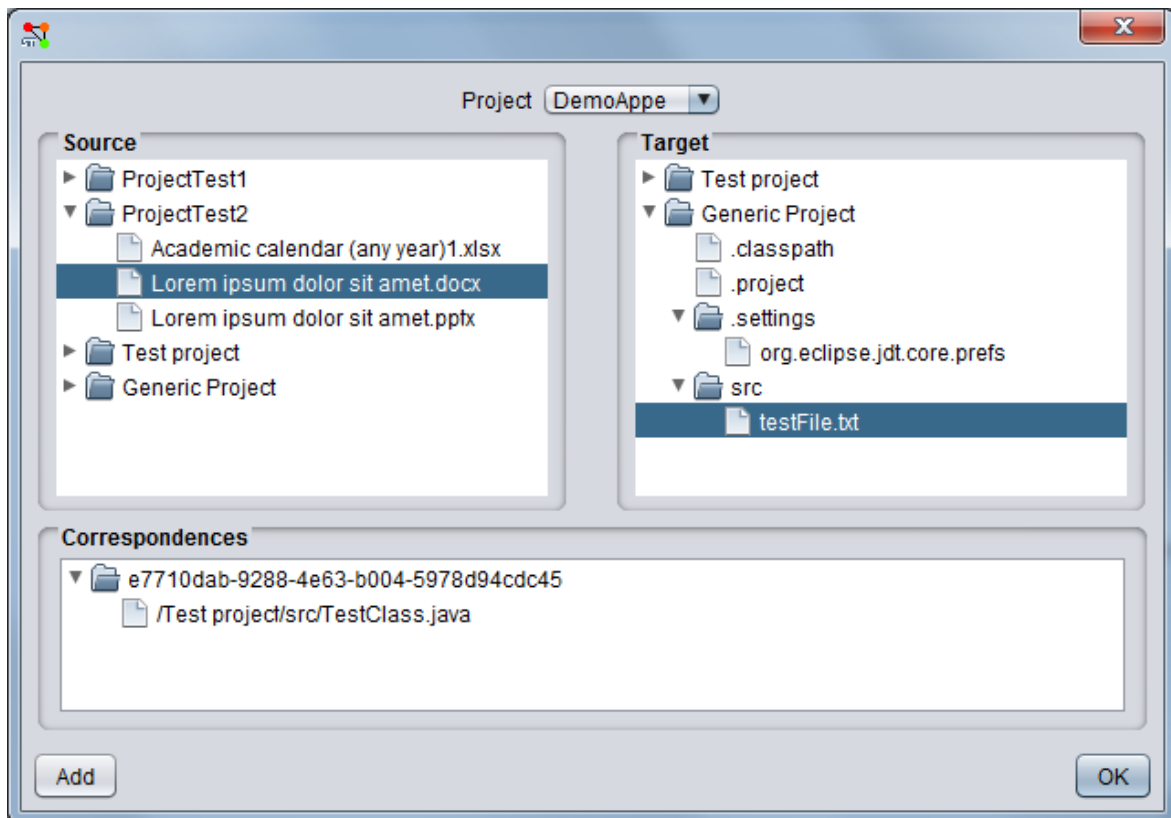 Project DemoAppe
Source
ProjectTest1
ProjectTest2
Academic calendar (any year)1.xlsx
Lorem ipsum dolor sit amet.docx
Lorem ipsum dolor sit amet.pptx
Test project
Generic Project
Target
Test project
Generic Project
.classpath
.project
.settings
org.eclipse.jdt.core.prefs
src
testFile.txt
Correspondences
e7710dab-9288-4e63-b004-5978d94cdc45
/Test project/src/TestClass.java
Add
OK